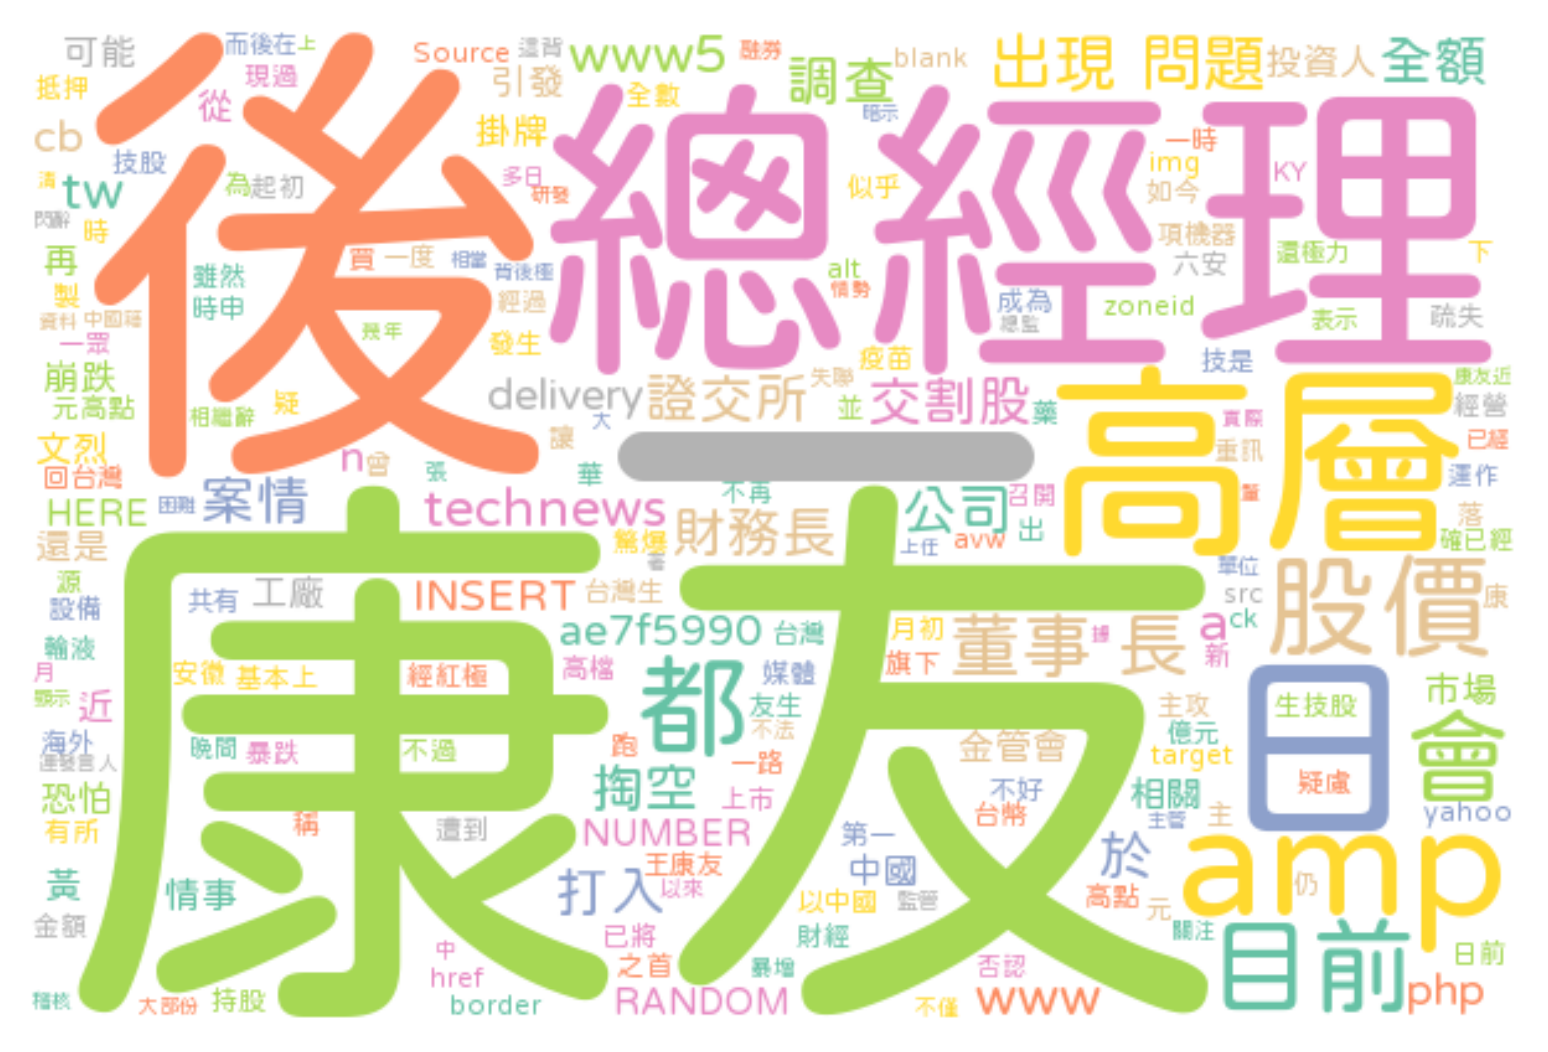 可能
而後在
上
Source
這背
www5
融券
blank
出現
問題
投資人
全額
抵押
現過
引發
全數
調查
從
後
總經理
暗示
一時
cb
技股
掛牌
img
KY
清
tw
為
起初
多日
研發
似乎
如今
閃辭
時
項機器
再
雖然
買
一度
相當
背後極
alt
六安
還極力
下
製
時申
經過
情勢
成為
zoneid
資料
中國籍
幾年
總監
表示
疏失
一眾
發生
疫苗
技是
崩跌
delivery
證交所
失聯
交割股
高層
康友近
元高點
相繼辭
疑
大
並
藥
實際
經營
文烈
讓
一
重訊
已經
回台灣
n
曾
張
華
不再
召開
運作
HERE
困難
案情
technews
財務長
公司
出
落
還是
驚爆
上任
avw
確已經
源
工廠
INSERT
台灣生
單位
股價
設備
共有
ae7f5990
台灣
月初
董事
長
a
src
ck
康
輸液
據
新
月
安徽
基本上
經紅極
高檔
都
媒體
旗下
日
市場
顯示
近
康友
友生
主攻
生技股
海外
晚間
暴跌
不過
跑
不法
金管會
億元
會
連發言人
一路
target
恐怕
掏空
上市
不好
相關
疑慮
有所
稱
遭到
NUMBER
台幣
主管
主
yahoo
第一
黃
王康友
中國
於
amp
情事
打入
以來
以中國
監管
高點
仍
金額
已將
財經
元
關注
目前
中
之首
暴增
否認
日前
href
稽核
大部份
持股
border
RANDOM
不僅
www
php